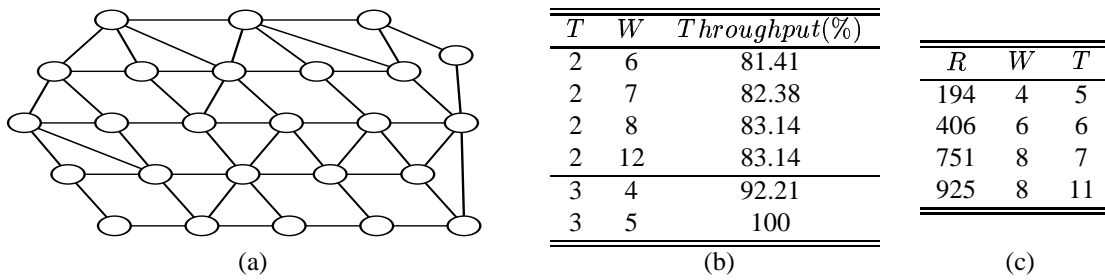 T W Throughput(%)
2 6 81.41
2 7 82.38
2 8 83.14
2 12 83.14
3 4 92.21
3 5 100
R W T
194 4 5
406 6 6
751 8 7
925 8 11
(a) (b) (c)